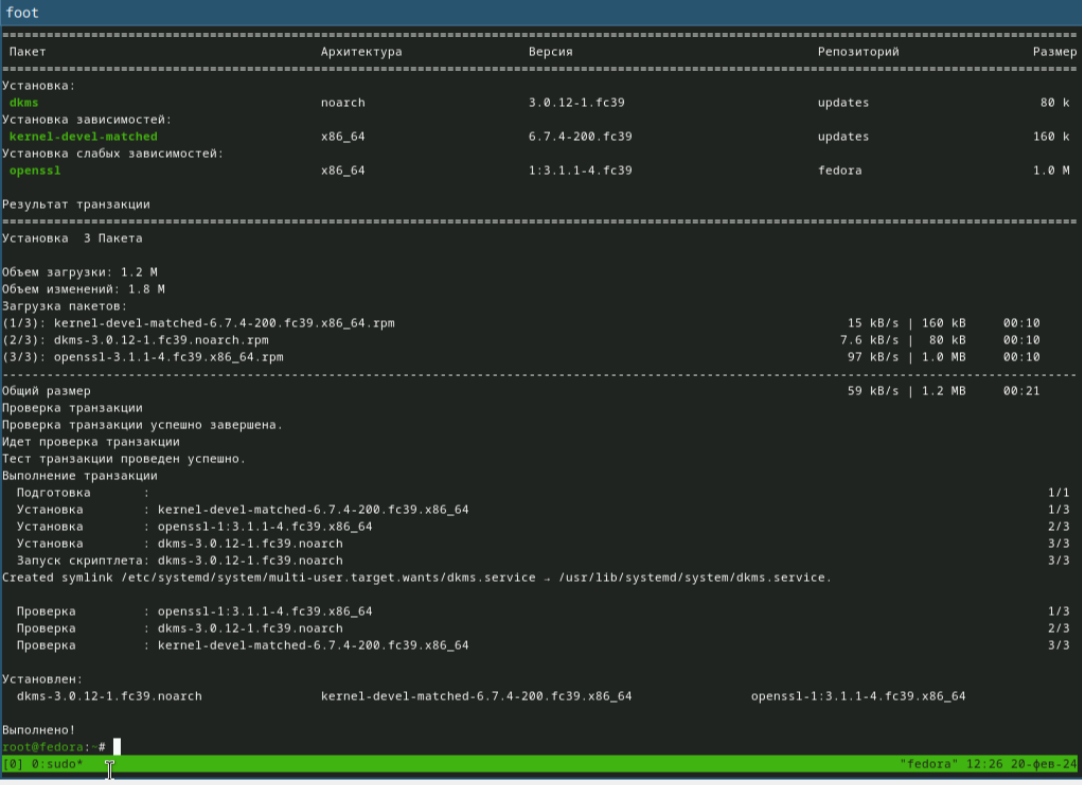 foot
================================================================================
Пакет Архитектура Версия Репозиторий Размер
================================================================================
Установка:
dkms noarch 3.0.12-1.fc39 updates 80 k
Установка зависимостей:
kernel-devel-matched x86_64 6.7.4-200.fc39 updates 160 k
Установка слабых зависимостей:
openssl x86_64 1:3.1.1-4.fc39 fedora 1.0 M
Результат транзакции
================================================================================
Установка 3 Пакета
Объем загрузки: 1.2 M
Объем изменений: 1.8 M
Загрузка пакетов:
(1/3): kernel-devel-matched-6.7.4-200.fc39.x86_64.rpm 15 kB/s | 160 kB 00:10
(2/3): dkms-3.0.12-1.fc39.noarch.rpm 7.6 kB/s | 80 kB 00:10
(3/3): openssl-3.1.1-4.fc39.x86_64.rpm 97 kB/s | 1.0 MB 00:10
--------------------------------------------------------------------------------
Общий размер 59 kB/s | 1.2 MB 00:21
Проверка транзакции
Проверка транзакции успешно завершена.
Идет проверка транзакции
Тест транзакции проведен успешно.
Выполнение транзакции
Подготовка : 1/1
Установка : kernel-devel-matched-6.7.4-200.fc39.x86_64 1/3
Установка : openssl-1:3.1.1-4.fc39.x86_64 2/3
Установка : dkms-3.0.12-1.fc39.noarch 3/3
Запуск скриптлета: dkms-3.0.12-1.fc39.noarch 3/3
Created symlink /etc/systemd/system/multi-user.target.wants/dkms.service → /usr/lib/systemd/system/dkms.service.
Проверка : openssl-1:3.1.1-4.fc39.x86_64 1/3
Проверка : dkms-3.0.12-1.fc39.noarch 2/3
Проверка : kernel-devel-matched-6.7.4-200.fc39.x86_64 3/3
Установлен:
dkms-3.0.12-1.fc39.noarch kernel-devel-matched-6.7.4-200.fc39.x86_64 openssl-1:3.1.1-4.fc39.x86_64
Выполнено!
root@fedora:~#
[0] 0:sudo* "fedora" 12:26 20-фев-24